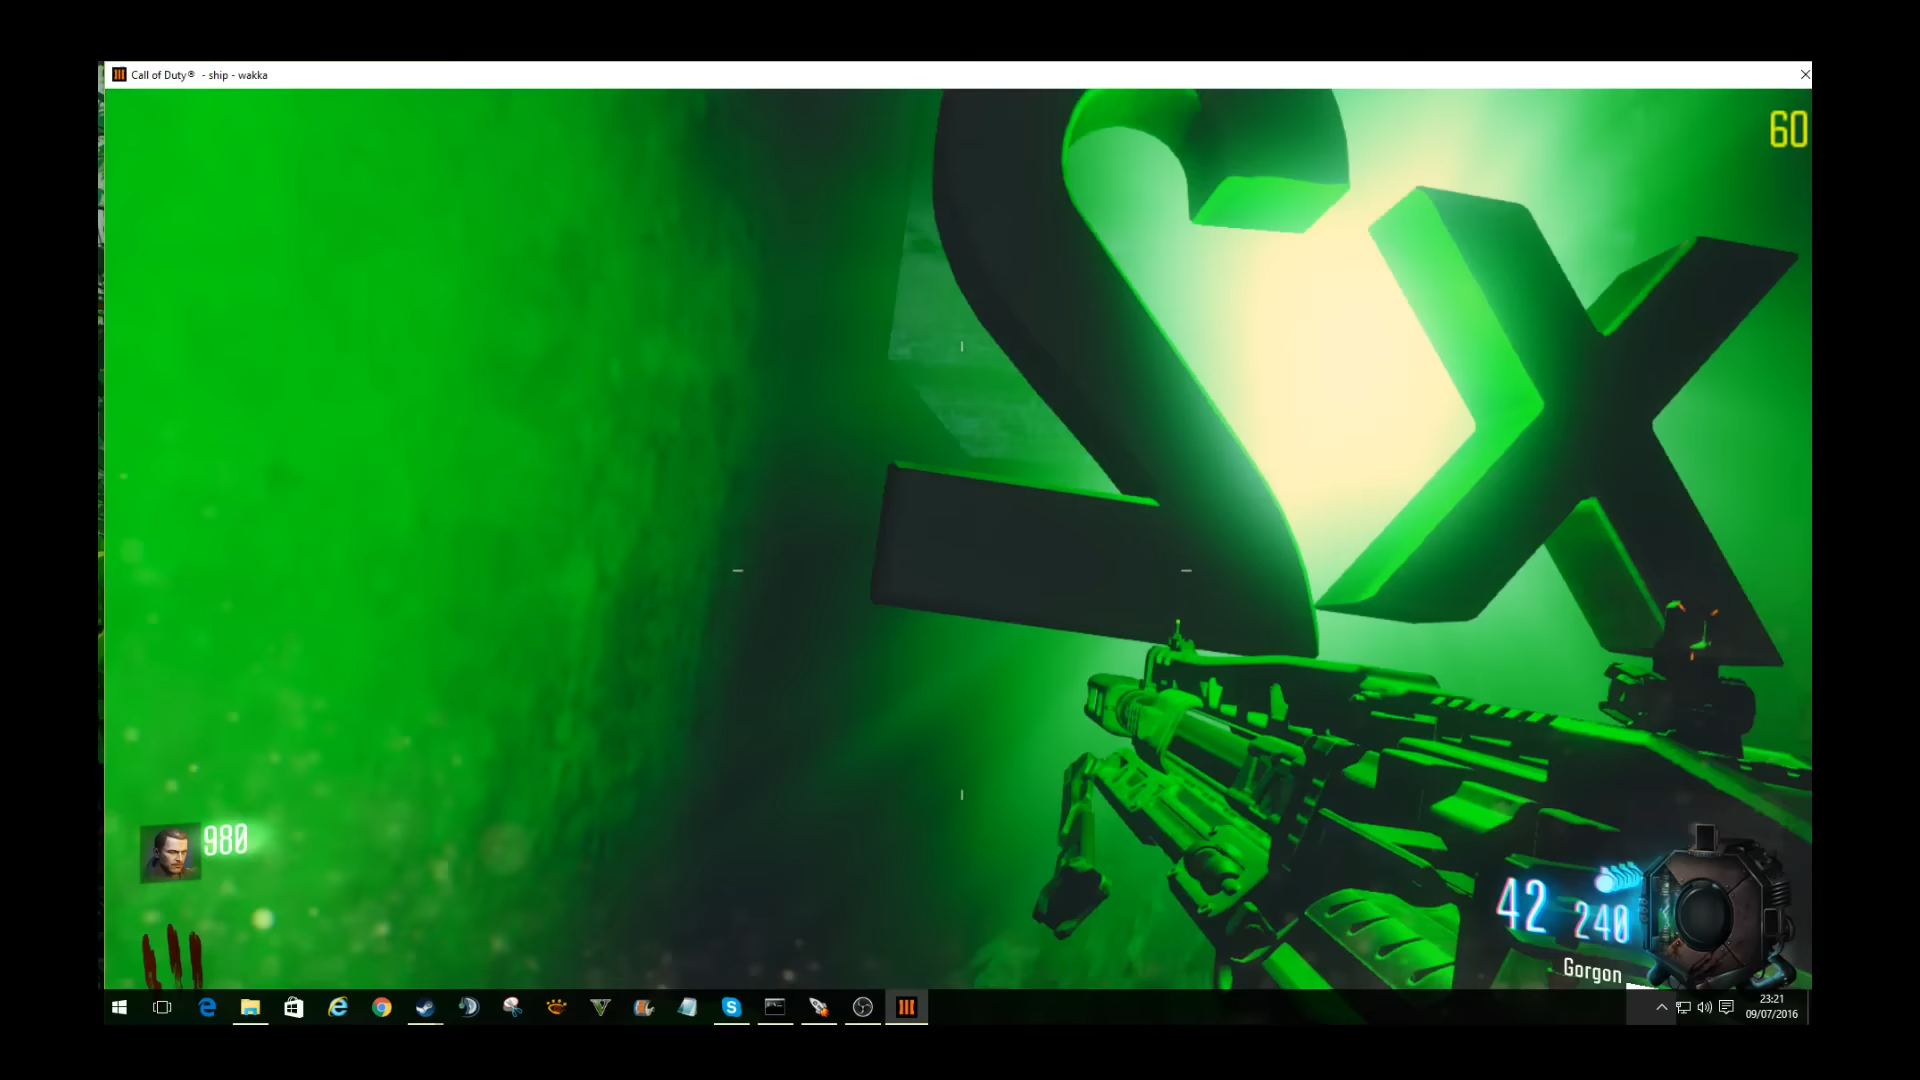 Call of Duty® - ship - wakka
60
2x
980
42 240
Gorgon
23:21
09/07/2016